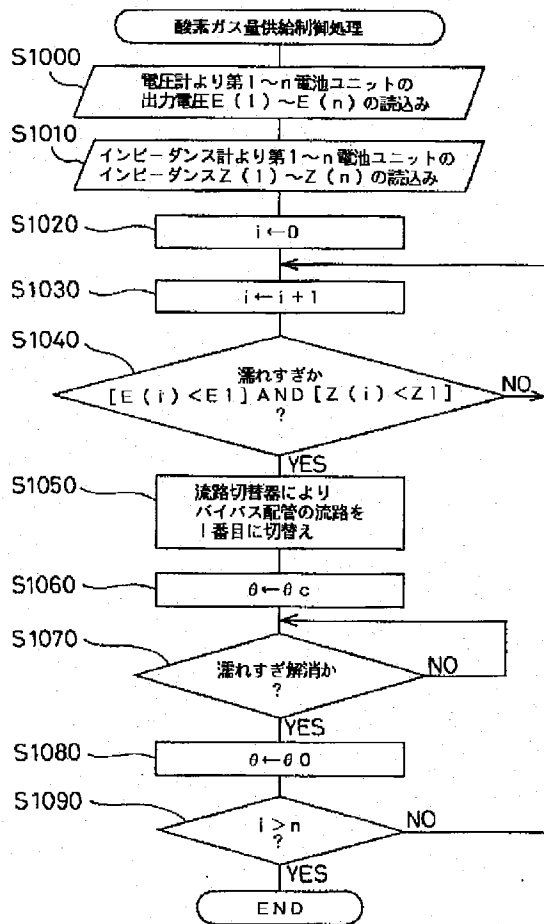 酸素ガス量供給制御処理
S1000
電圧計より第1~n電池ユニットの
出力電圧E(1)~E(n)の読込み
S1010
インピーダンス計より第1~n電池ユニットの
インピーダンスZ(1)~Z(n)の読込み
S1020
i←0
S1030
i←i+1
S1040
濡れすぎか
[E(i)<E1]AND[Z(i)<Z1]
?
NO
YES
S1050
流路切替器により
バイパス配管の流路を
i番目に切替え
S1060
θ←θc
S1070
濡れすぎ解消か
?
NO
YES
S1080
θ←θ0
S1090
i>n
?
NO
YES
END